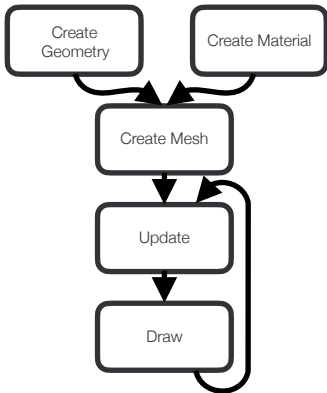 Create
Geometry
Create Material
Create Mesh
Update
Draw